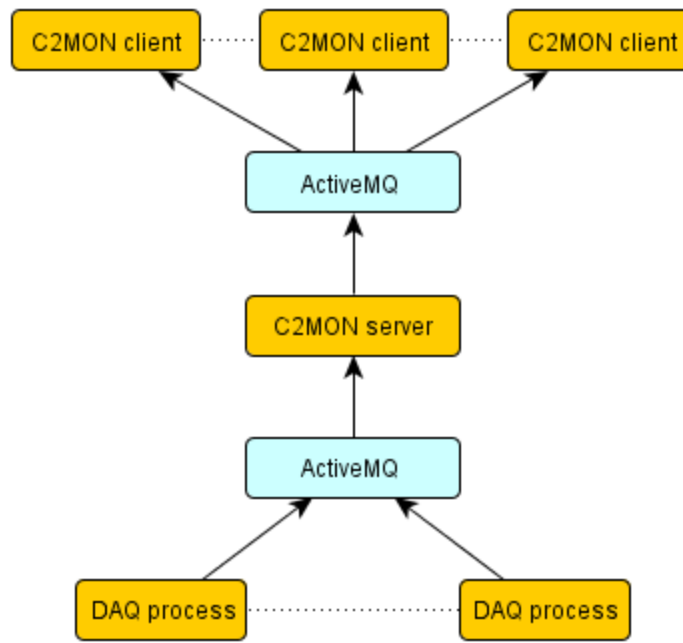 C2MON client
C2MON client
C2MON client
ActiveMQ
C2MON server
ActiveMQ
DAQ process
DAQ process